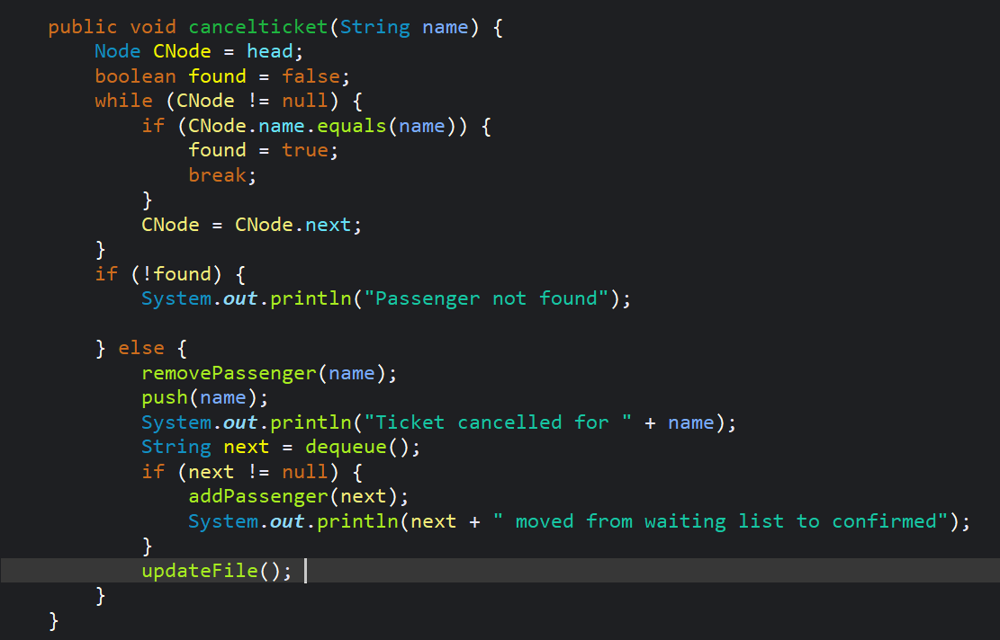 public void cancelticket(String name) {
Node CNode = head;
boolean found = false;
while (CNode != null) {
if (CNode.name.equals(name)) {
found = true;
break;
}
CNode = CNode.next;
}
if (!found) {
System.out.println("Passenger not found");
} else {
removePassenger(name);
push(name);
System.out.println("Ticket cancelled for " + name);
String next = dequeue();
if (next != null) {
addPassenger(next);
System.out.println(next + " moved from waiting list to confirmed");
}
updateFile();
}
}